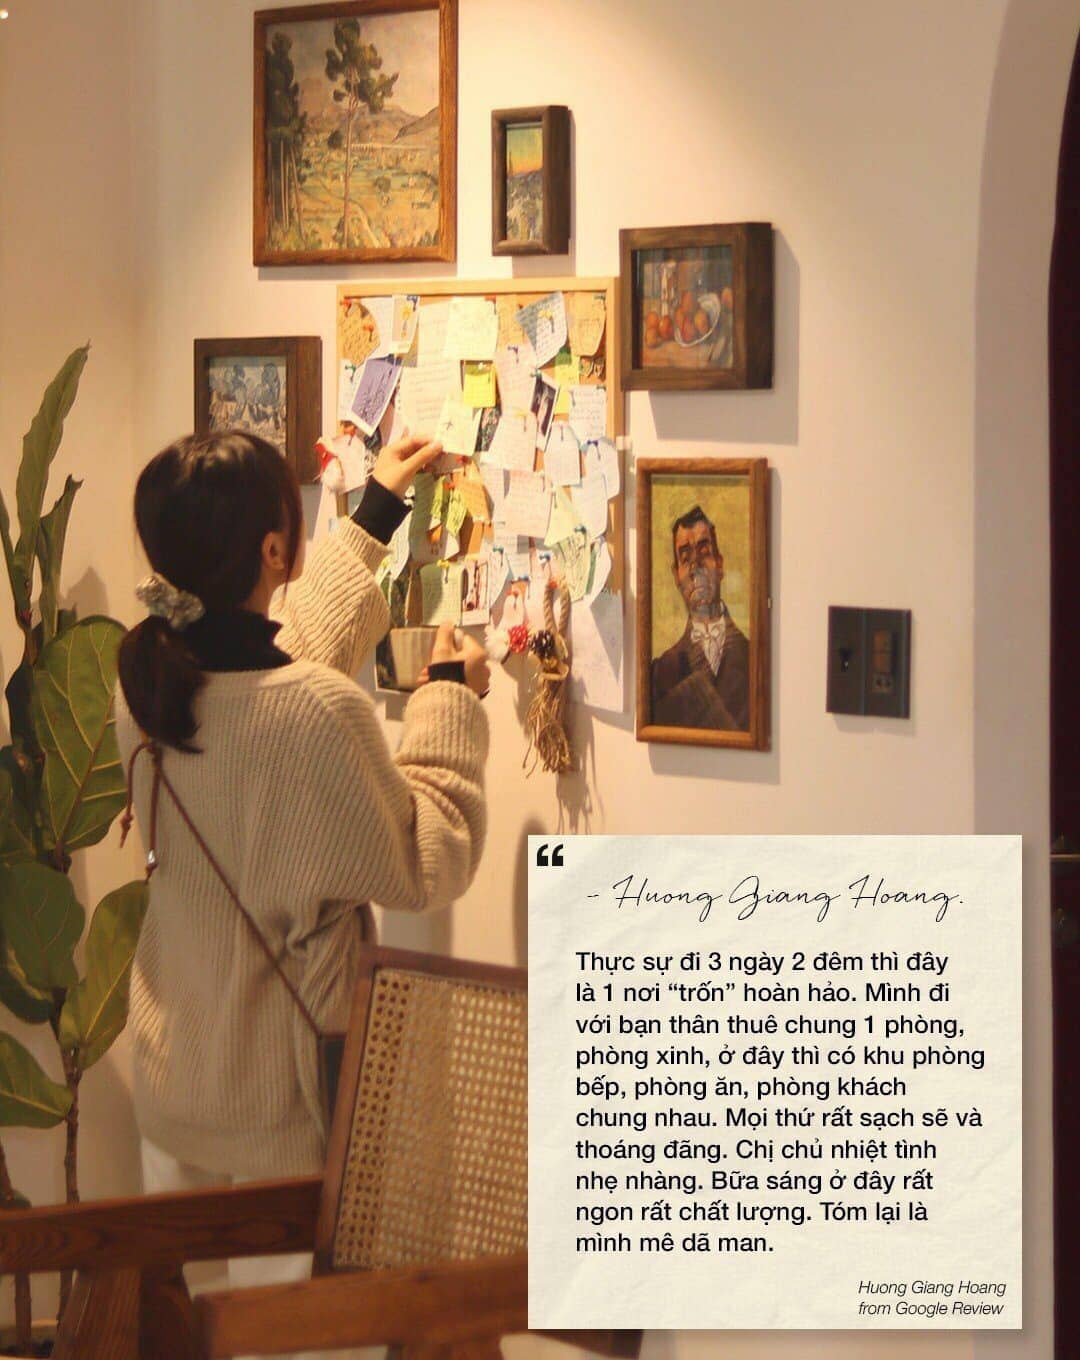 “
- Huong Giang Hoang.
Thực sự đi 3 ngày 2 đêm thì đây
là 1 nơi “trốn” hoàn hảo. Mình đi
với bạn thân thuê chung 1 phòng,
phòng xinh, ở đây thì có khu phòng
bếp, phòng ăn, phòng khách
chung nhau. Mọi thứ rất sạch sẽ và
thoáng đãng. Chị chủ nhiệt tình
nhẹ nhàng. Bữa sáng ở đây rất
ngon rất chất lượng. Tóm lại là
mình mê dã man.
Huong Giang Hoang
from Google Review